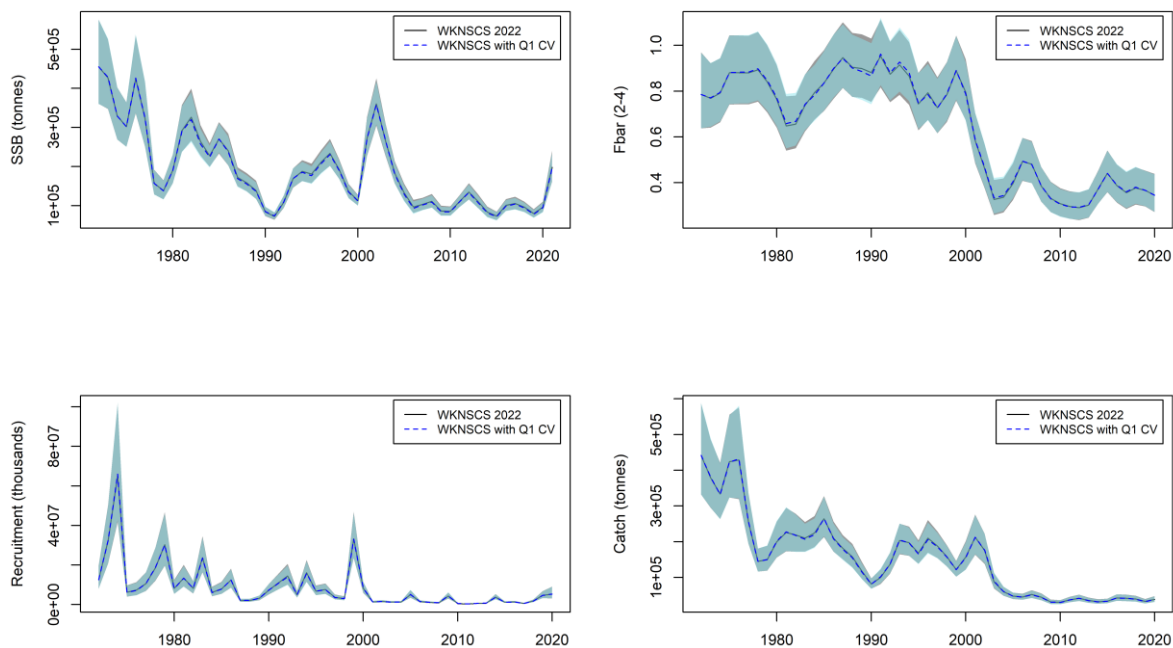 SSB (tonnes)
5e+05
3e+05
1e+05
WKNSCS 2022
WKNSCS with Q1 CV
1980 1990 2000 2010 2020
Fbar (2-4)
1.0
0.8
0.6
0.4
WKNSCS 2022
WKNSCS with Q1 CV
1980 1990 2000 2010 2020
Recruitment (thousands)
8e+07
4e+07
0e+00
WKNSCS 2022
WKNSCS with Q1 CV
1980 1990 2000 2010 2020
Catch (tonnes)
5e+05
3e+05
1e+05
WKNSCS 2022
WKNSCS with Q1 CV
1980 1990 2000 2010 2020